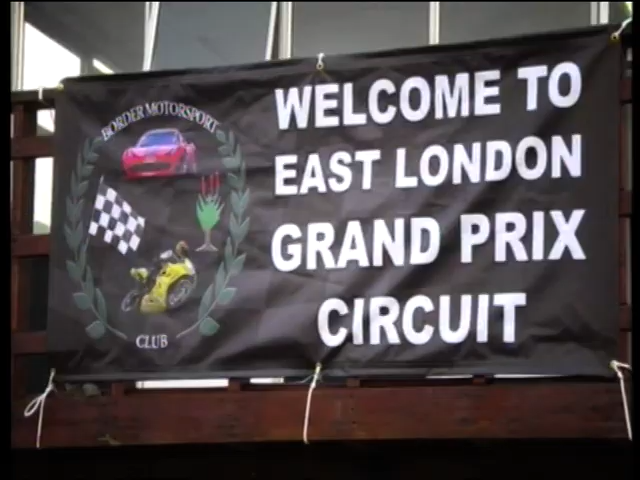 BORDER MOTORSPORT
CLUB
WELCOME TO
EAST LONDON
GRAND PRIX
CIRCUIT